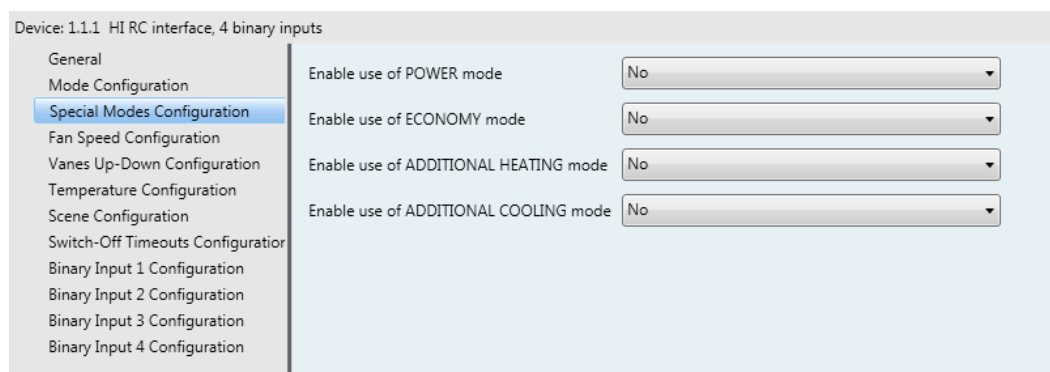 Device: 1.1.1 HI RC interface, 4 binary inputs
General
Mode Configuration
Special Modes Configuration
Fan Speed Configuration
Vanes Up-Down Configuration
Temperature Configuration
Scene Configuration
Switch-Off Timeouts Configuration
Binary Input 1 Configuration
Binary Input 2 Configuration
Binary Input 3 Configuration
Binary Input 4 Configuration
Enable use of POWER mode No
Enable use of ECONOMY mode No
Enable use of ADDITIONAL HEATING mode No
Enable use of ADDITIONAL COOLING mode No